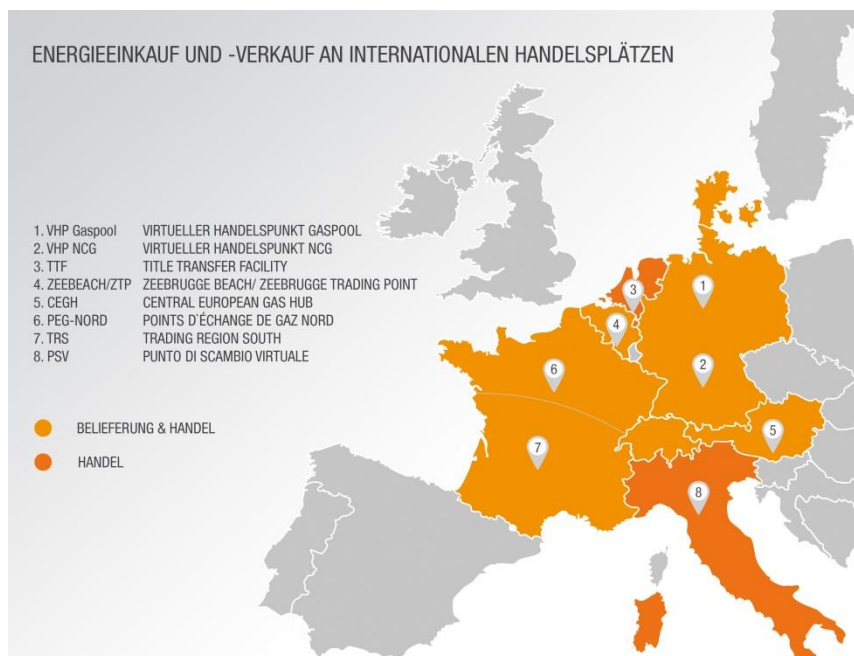 ENERGIEEINKAUF UND -VERKAUF AN INTERNATIONALEN HANDELSPLÄTZEN
1. VHP Gaspool VIRTUELLER HANDELSPUNKT GASPOOL
2. VHP NCG VIRTUELLER HANDELSPUNKT NCG
3. TTF TITLE TRANSFER FACILITY
4. ZEEBEACH/ZTP ZEEBRUGGE BEACH/ ZEEBRUGGE TRADING POINT
5. CEGH CENTRAL EUROPEAN GAS HUB
6. PEG-NORD POINTS D`ÉCHANGE DE GAZ NORD
7. TRS TRADING REGION SOUTH
8. PSV PUNTO DI SCAMBIO VIRTUALE
BELIEFERUNG & HANDEL
HANDEL
1
3
4
2
6
5
7
8